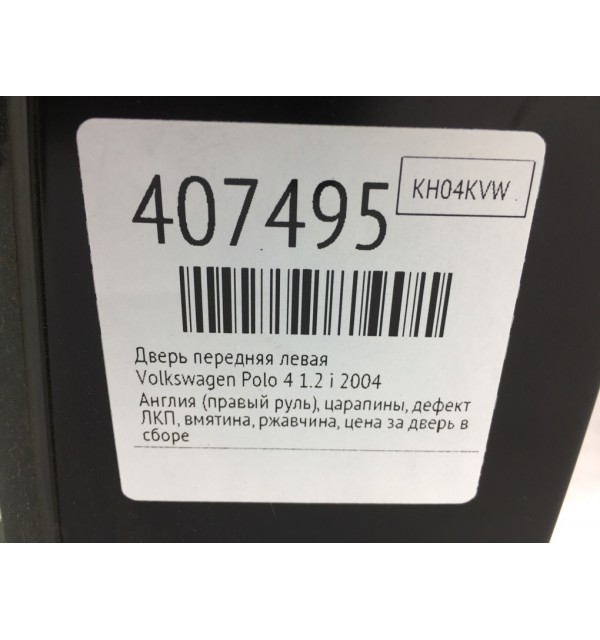 KH04KVW
407495
Дверь передняя левая
Volkswagen Polo 4 1.2 i 2004
Англия (правый руль), царапины, дефект
ЛКП, вмятина, ржавчина, цена за дверь в
сборе